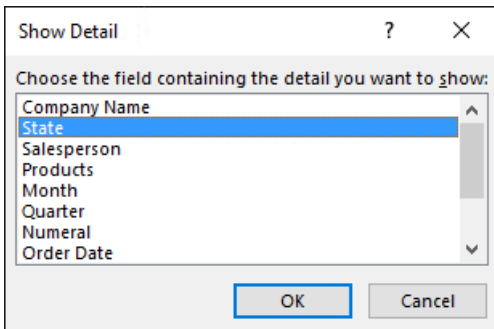 Show Detail ?
Choose the field containing the detail you want to show:
Company Name
State
Salesperson
Products
Month
Quarter
Numeral
Order Date
OK Cancel